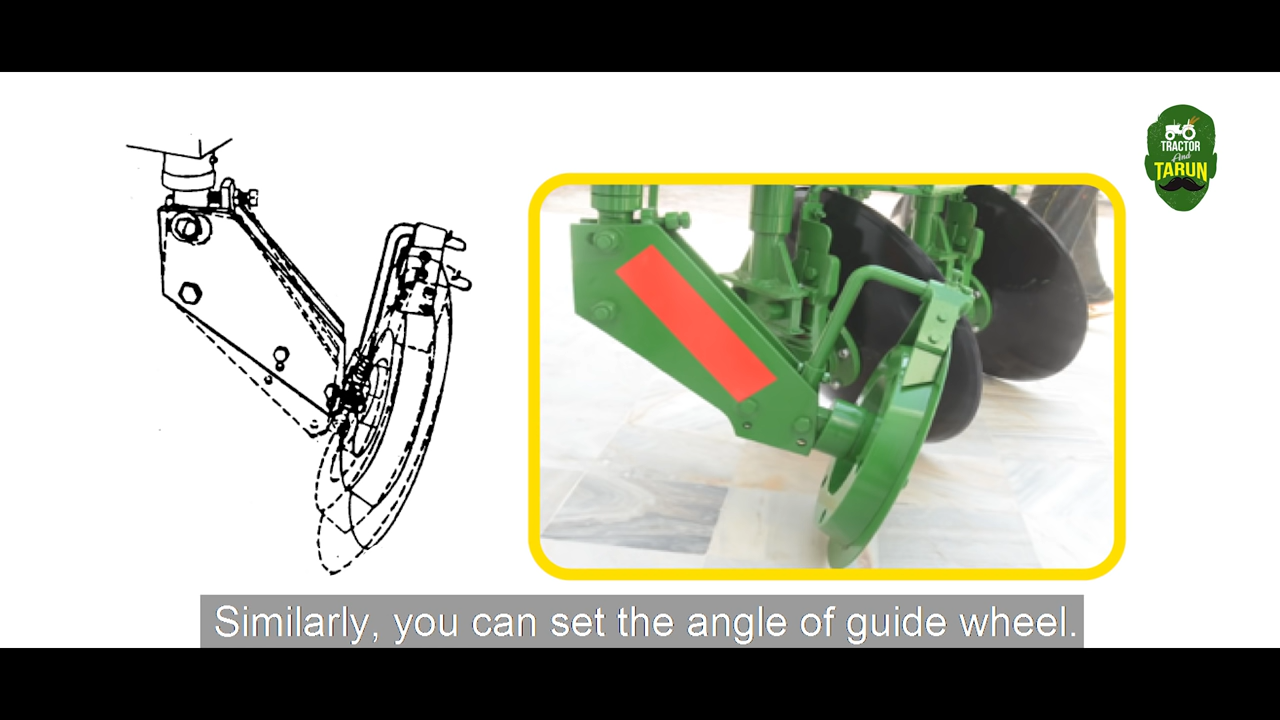 TRACTOR
And
TARUN
Similarly, you can set the angle of guide wheel.